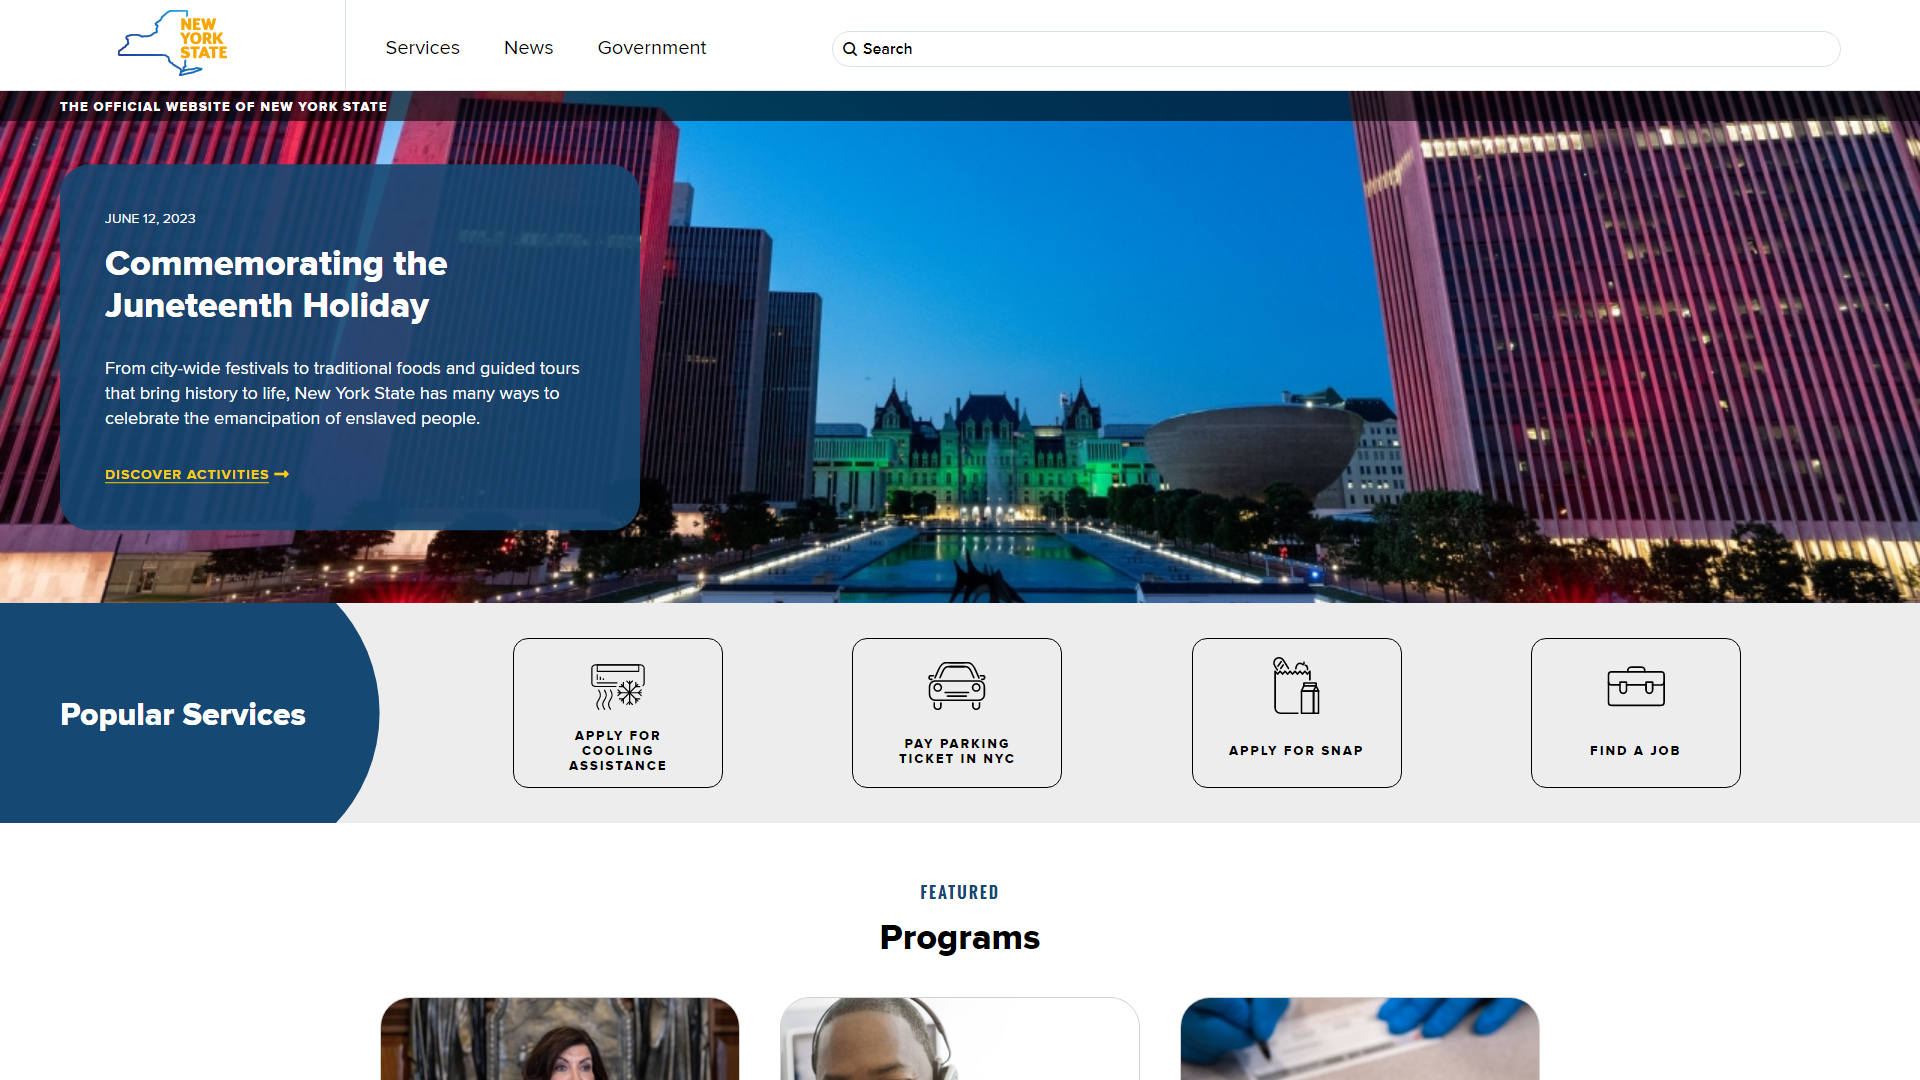 NEW
YORK
STATE
Services
News
Government
Search
THE OFFICIAL WEBSITE OF NEW YORK STATE
JUNE 12, 2023
Commemorating the
Juneteenth Holiday
From city-wide festivals to traditional foods and guided tours
that bring history to life, New York State has many ways to
celebrate the emancipation of enslaved people.
DISCOVER ACTIVITIES
Popular Services
APPLY FOR
COOLING
ASSISTANCE
PAY PARKING
TICKET IN NYC
APPLY FOR SNAP
FIND A JOB
FEATURED
Programs